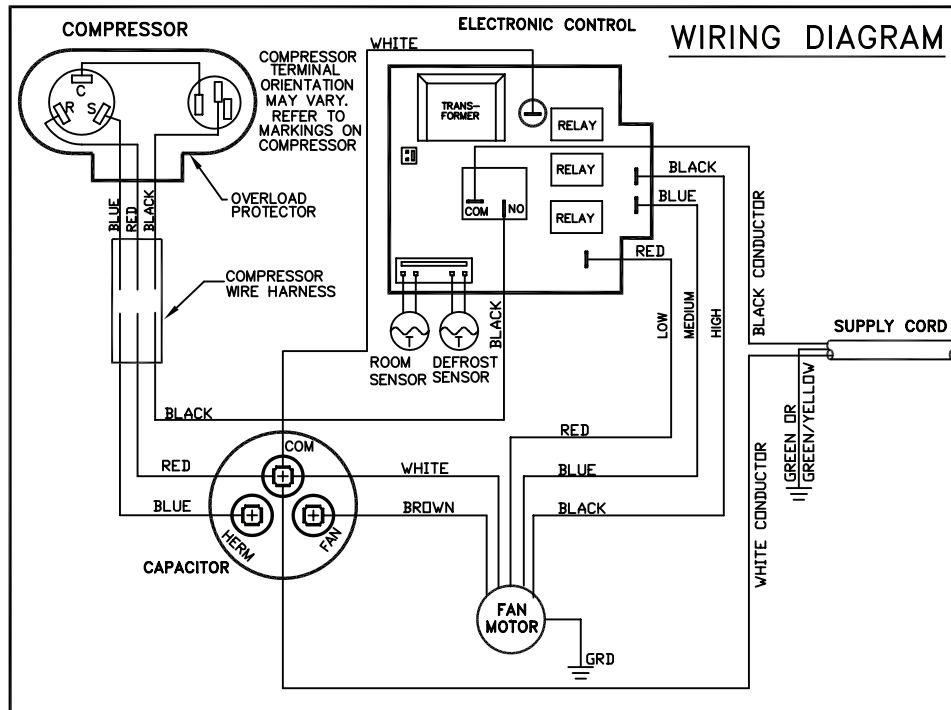 WIRING DIAGRAM
COMPRESSOR
C
R
S
COMPRESSOR
TERMINAL
ORIENTATION
MAY VARY.
REFER TO
MARKINGS ON
COMPRESSOR
OVERLOAD
PROTECTOR
BLUE
RED
BLACK
COMPRESSOR
WIRE HARNESS
ELECTRONIC CONTROL
WHITE
TRANS-
FORMER
RELAY
RELAY
RELAY
COM
NO
BLACK
BLUE
RED
T
T
ROOM
SENSOR
DEFROST
SENSOR
BLACK
LOW
MEDIUM
HIGH
BLACK CONDUCTOR
SUPPLY CORD
GREEN OR
GREEN/YELLOW
WHITE CONDUCTOR
BLACK
RED
BLUE
COM
HERM
FAN
CAPACITOR
WHITE
BROWN
RED
BLUE
BLACK
FAN
MOTOR
GRD